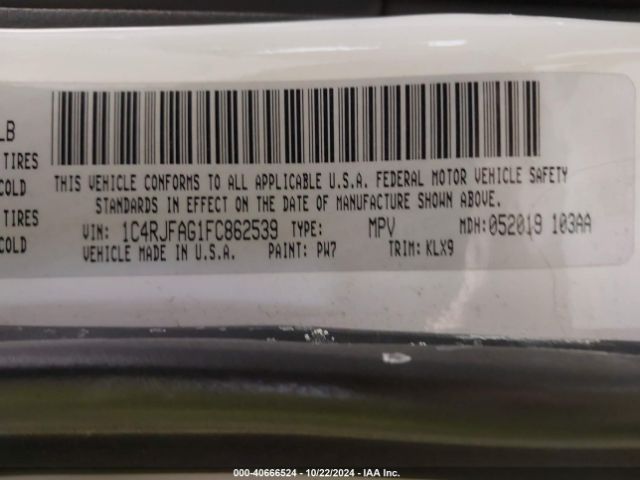 LB
TIRES
COLD
TIRES
COLD
THIS VEHICLE CONFORMS TO ALL APPLICABLE U.S.A. FEDERAL MOTOR VEHICLE SAFETY
STANDARDS IN EFFECT ON THE DATE OF MANUFACTURE SHOWN ABOVE.
VIN: 1C4RJFAG1FC862539 TYPE: MPV MDH:052019 103AA
VEHICLE MADE IN U.S.A. PAINT: PW7 TRIM: KLX9
000-40666524 - 10/22/2024 - IAA Inc.